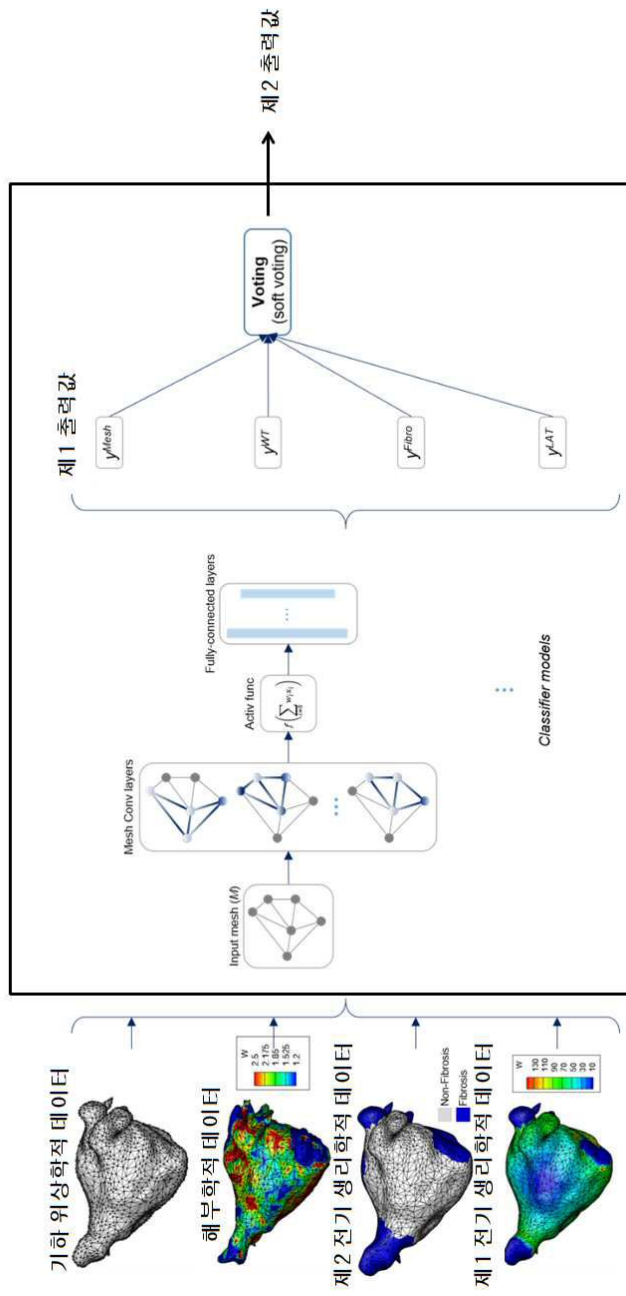 기하 위상학적 데이터
해부학적 데이터
W
2.5
2.175
1.85
1.525
1.2
제2 전기 생리학적 데이터
Non-Fibrosis
Fibrosis
제1 전기 생리학적 데이터
W
130
110
90
70
50
30
10
Input mesh (M)
Mesh Conv layers
Activ func
Fully-connected layers
Classifier models
제1 출력값
y^Mesh
y^WT
y^Fibro
y^LAT
Voting
(soft voting)
제2 출력값